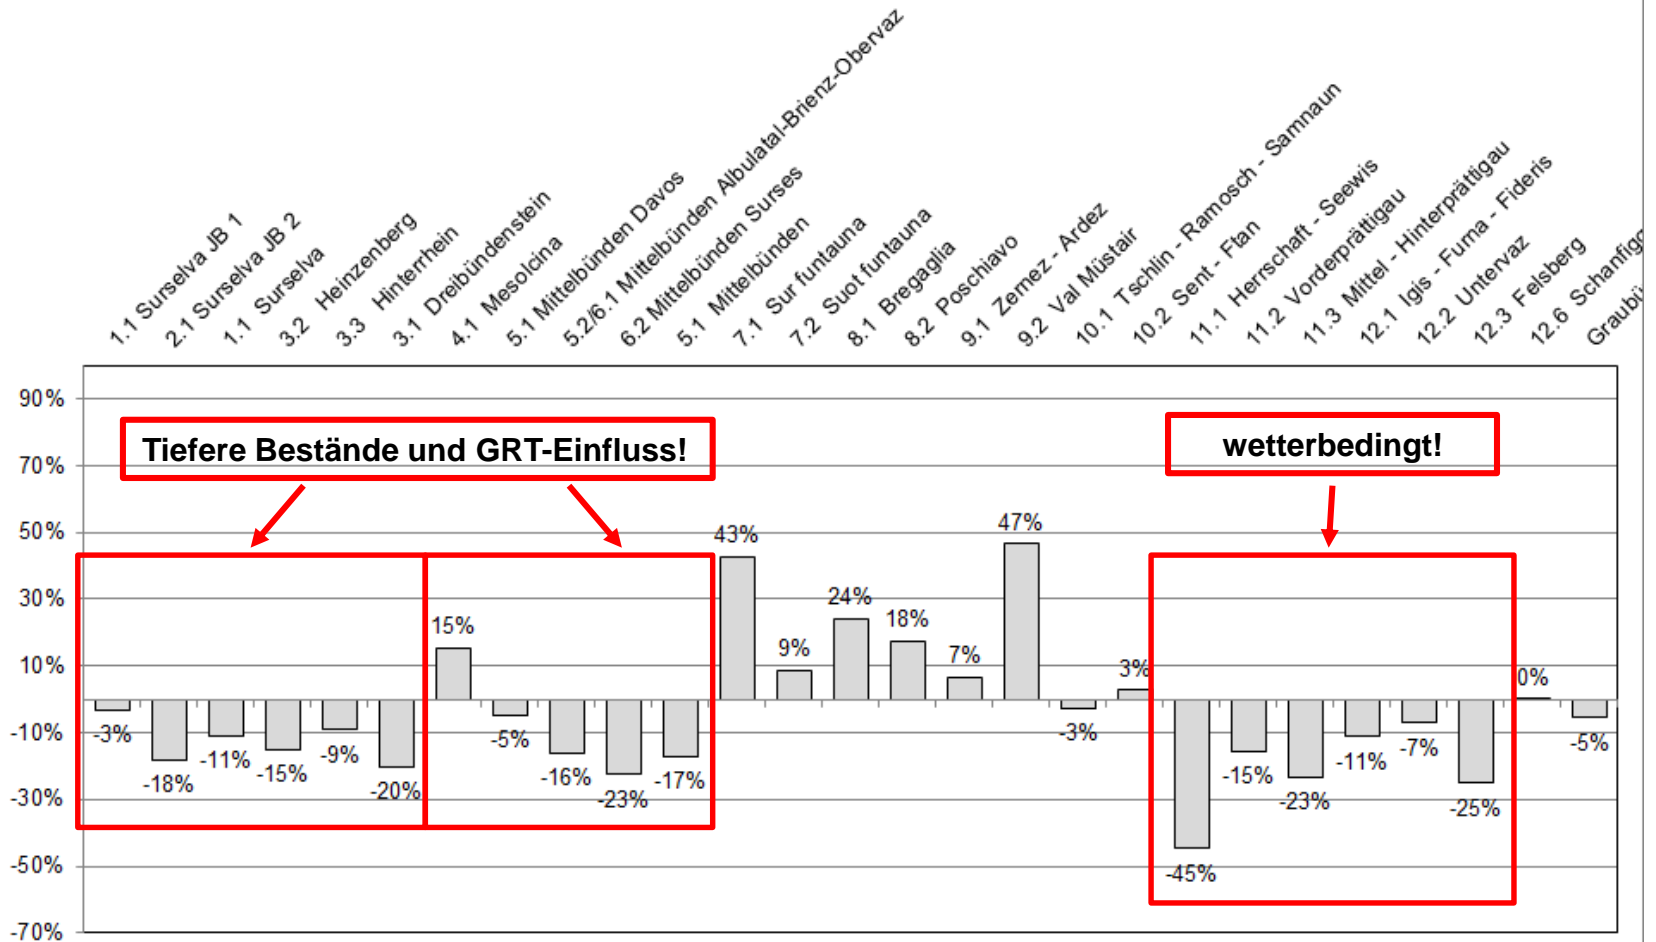 1.1 Surselva JB 1
2.1 Surselva JB 2
1.1 Surselva
3.2 Heinzenberg
3.3 Hinterrhein
3.1 Dreibündenstein
4.1 Mesolcina
5.1 Mittelbünden Davos
5.2/6.1 Mittelbünden Albulatal-Brienz-Obervaz
6.2 Mittelbünden Surses
5.1 Mittelbünden
7.1 Sur funtauna
7.2 Suot funtauna
8.1 Bregaglia
8.2 Poschiavo
9.1 Zernez - Ardez
9.2 Val Müstair
10.1 Tschlin - Ramosch - Samnaun
10.2 Sent - Ftan
11.1 Herrschaft - Seewis
11.2 Vorderprättigau
11.3 Mittel - Hinterprättigau
12.1 Igis - Furna - Fideris
12.2 Untervaz
12.3 Felsberg
12.6 Schanfigg
Graubü
90%
70%
50%
30%
10%
-10%
-30%
-50%
-70%
Tiefere Bestände und GRT-Einfluss!
wetterbedingt!
-3%
-18%
-11%
-15%
-9%
-20%
15%
-5%
-16%
-23%
-17%
43%
9%
24%
18%
7%
47%
-3%
3%
-45%
-15%
-23%
-11%
-7%
-25%
0%
-5%